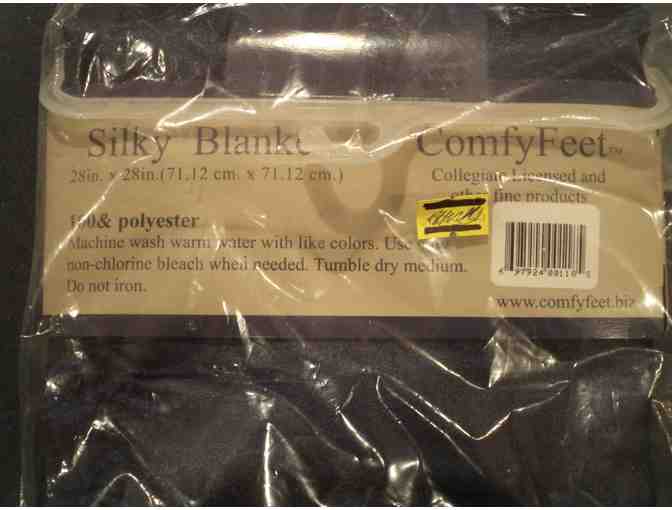 Silky Blanke
28in. x 28in.(71.12 cm. x 71.12 cm.)
100& polyester
Machine wash warm water with like colors. Use only
non-chlorine bleach when needed. Tumble dry medium.
Do not iron.
ComfyFeet™
Collegiate Licensed and
other fine products
www.comfyfeet.biz